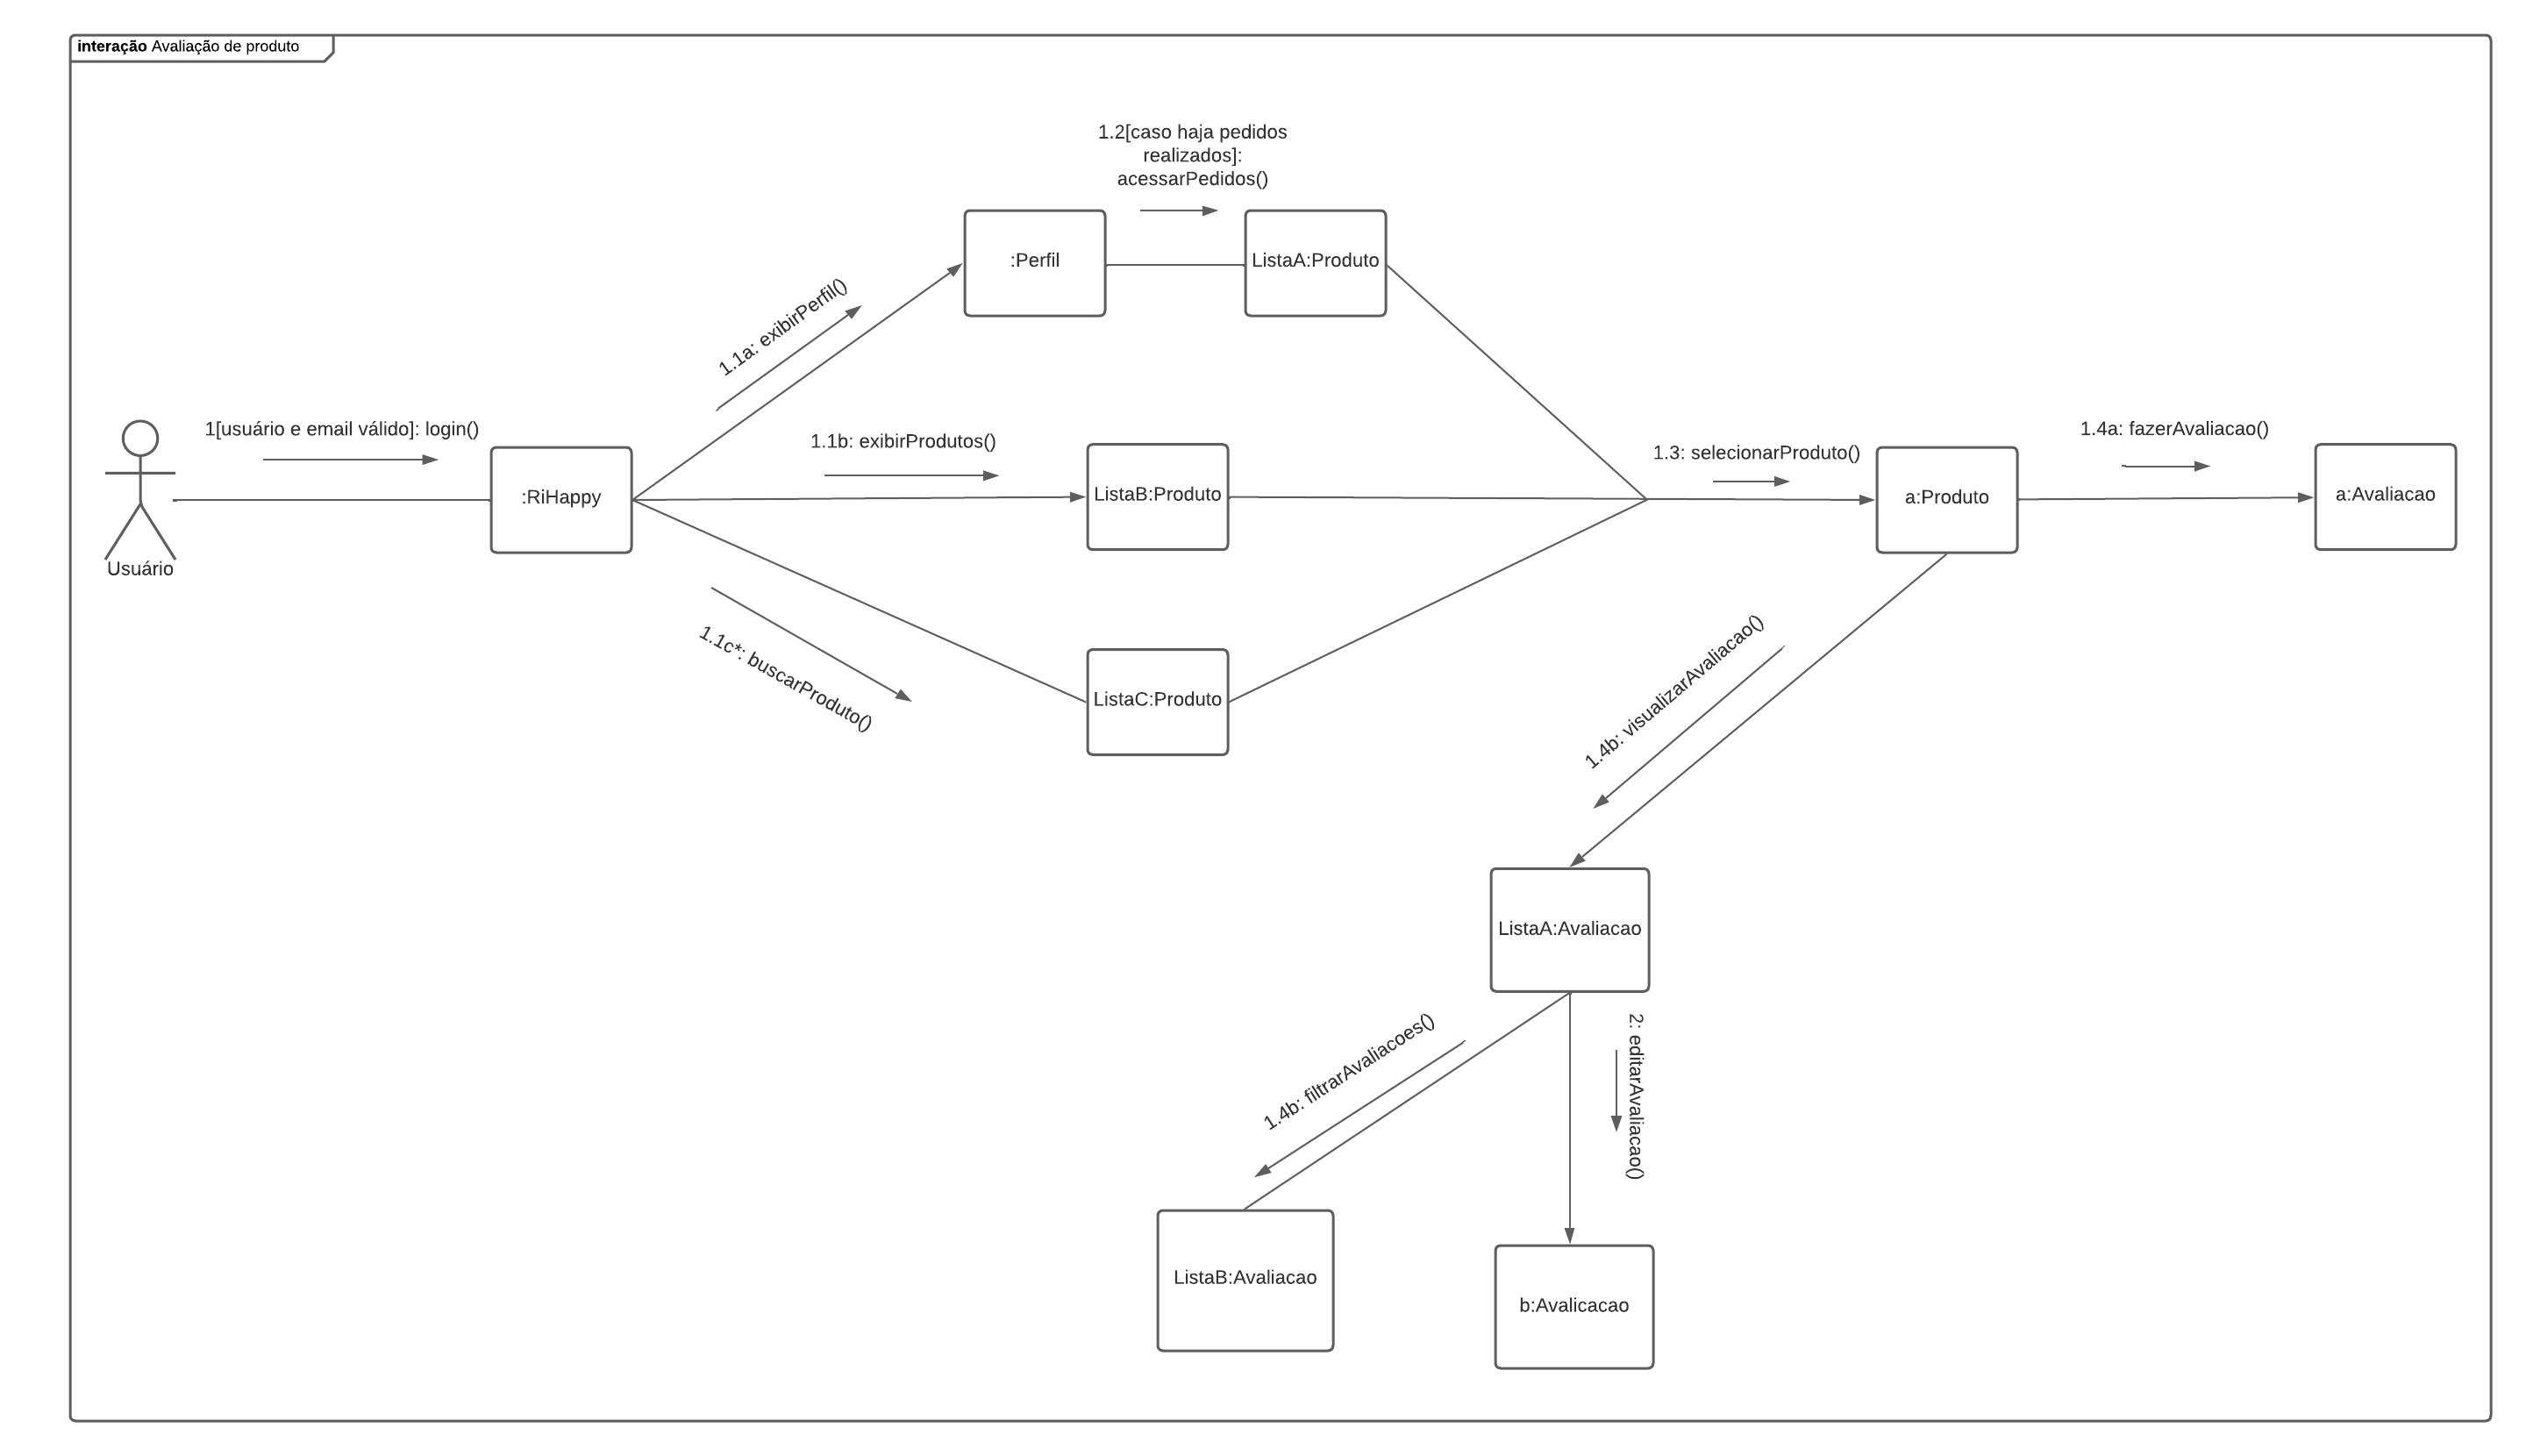 interação Avaliação de produto
1.2[caso haja pedidos
realizados]:
acessarPedidos()
:Perfil
ListaA:Produto
1.1a: exibirPerfil()
1[usuário e email válido]: login()
1.1b: exibirProdutos()
1.3: selecionarProduto()
1.4a: fazerAvaliacao()
:RiHappy
ListaB:Produto
a:Produto
a:Avaliacao
Usuário
1.1c*: buscarProduto()
ListaC:Produto
1.4b: visualizarAvaliacao()
ListaA:Avaliacao
1.4b: filtrarAvaliacoes()
2: editarAvaliacao()
ListaB:Avaliacao
b:Avalicacao